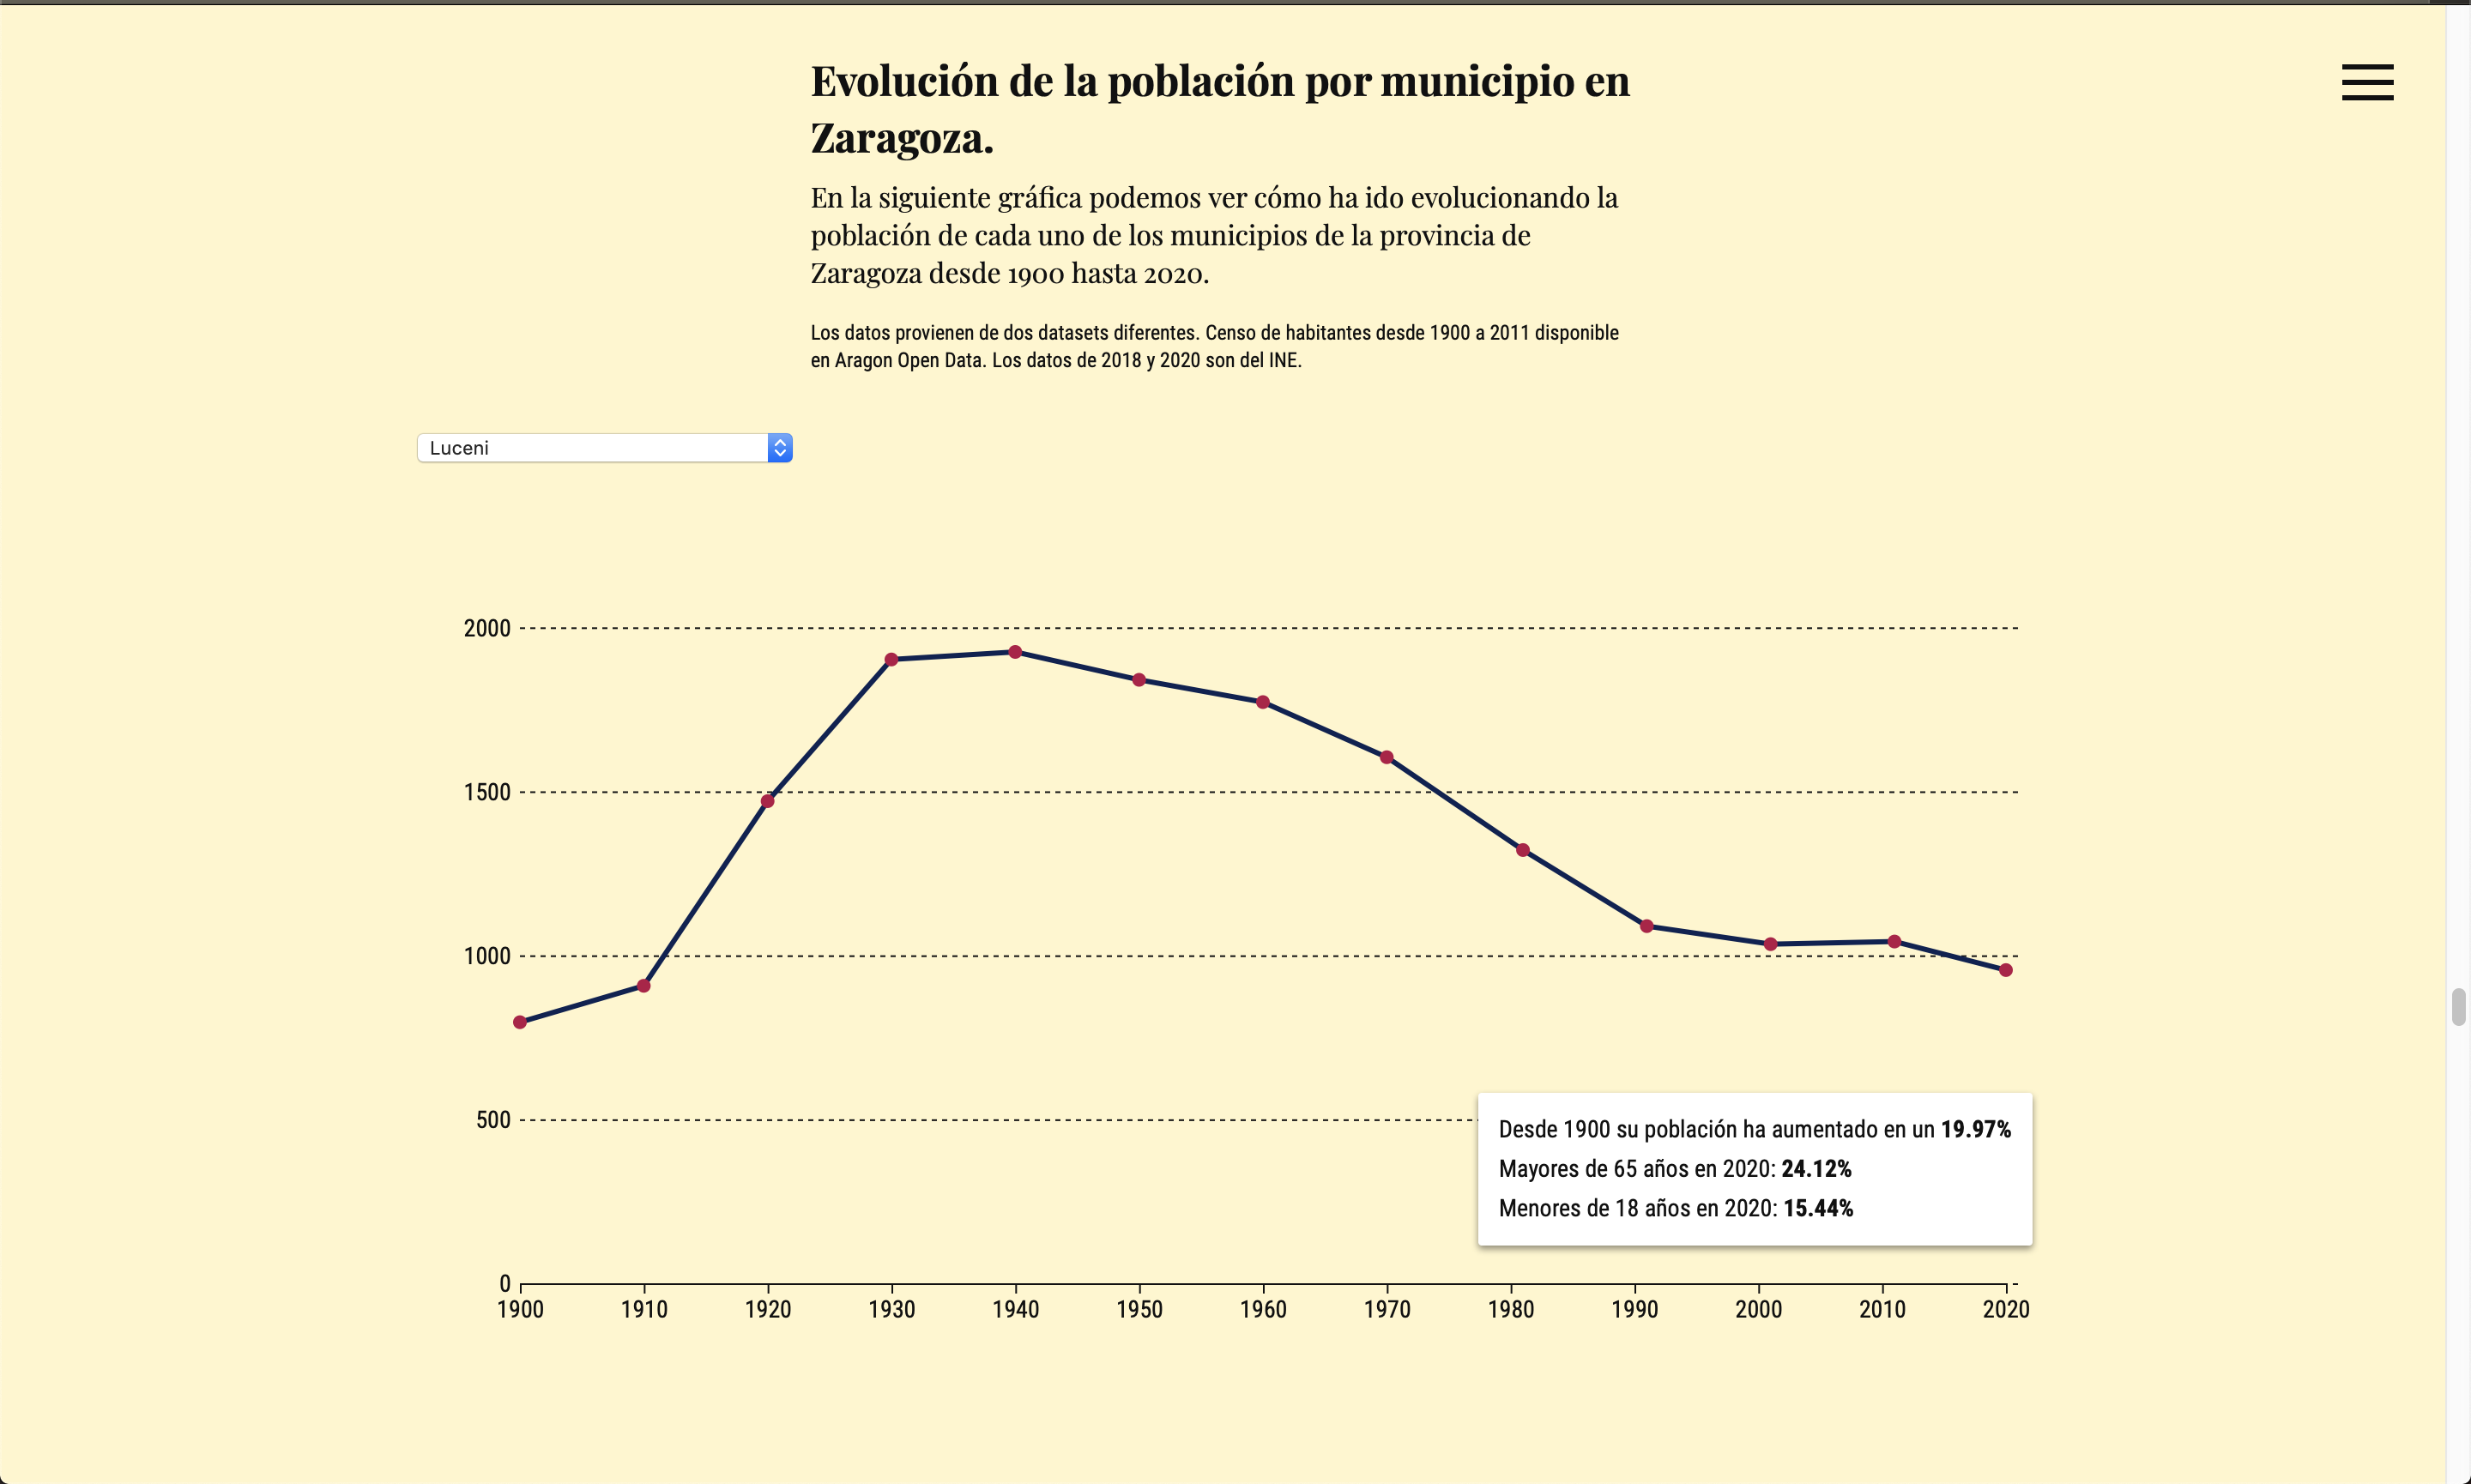 Evolución de la población por municipio en
Zaragoza.
En la siguiente gráfica podemos ver cómo ha ido evolucionando la
población de cada uno de los municipios de la provincia de
Zaragoza desde 1900 hasta 2020.
Los datos provienen de dos datasets diferentes. Censo de habitantes desde 1900 a 2011 disponible
en Aragon Open Data. Los datos de 2018 y 2020 son del INE.
Luceni
2000
1500
1000
500
Desde 1900 su población ha aumentado en un 19.97%
Mayores de 65 años en 2020: 24.12%
Menores de 18 años en 2020: 15.44%
0
1900 1910 1920 1930 1940 1950 1960 1970 1980 1990 2000 2010 2020